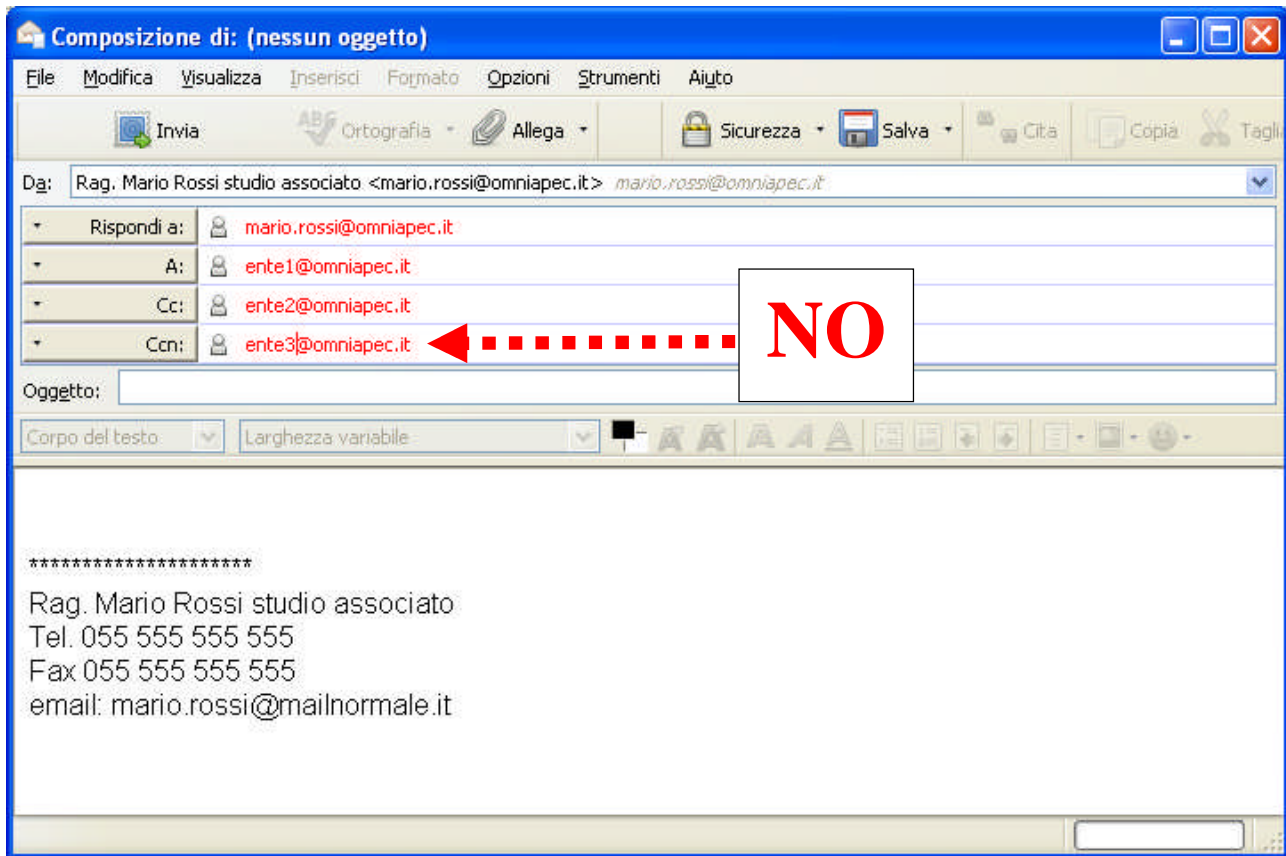 Composizione di: (nessun oggetto)
File Modifica Visualizza Inserisci Formato Opzioni Strumenti Aiuto
Invia ABC Ortografia Allega Sicurezza Salva Cita Copia Tagli
Da: Rag. Mario Rossi studio associato <mario.rossi@omniapec.it> mario.rossi@omniapec.it
Rispondi a: mario.rossi@omniapec.it
A: ente1@omniapec.it
Cc: ente2@omniapec.it
Ccn: ente3@omniapec.it
NO
Oggetto:
Corpo del testo Larghezza variabile
*********************
Rag. Mario Rossi studio associato
Tel. 055 555 555 555
Fax 055 555 555 555
email: mario.rossi@mailnormale.it